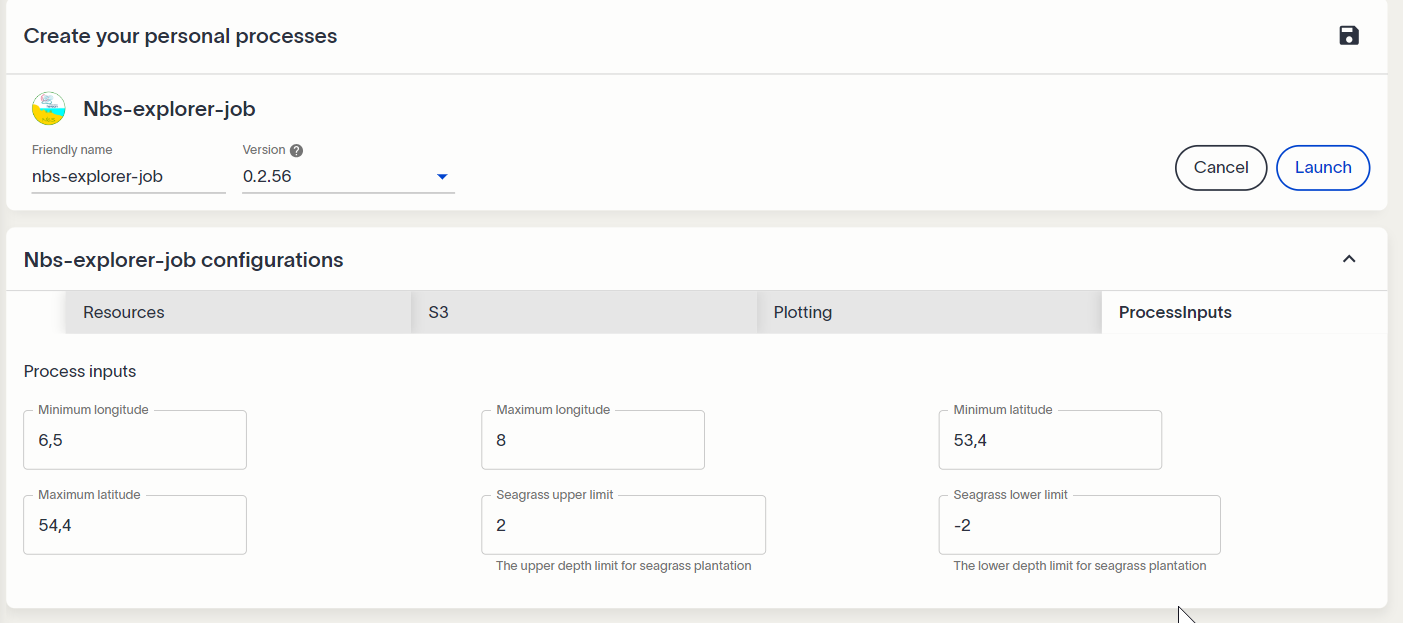 Create your personal processes
Nbs-explorer-job
Friendly name
Version
nbs-explorer-job
0.2.56
Cancel
Launch
Nbs-explorer-job configurations
Resources
S3
Plotting
ProcessInputs
Process inputs
Minimum longitude
Maximum longitude
Minimum latitude
6,5
8
53,4
Maximum latitude
Seagrass upper limit
Seagrass lower limit
54,4
2
-2
The upper depth limit for seagrass plantation
The lower depth limit for seagrass plantation